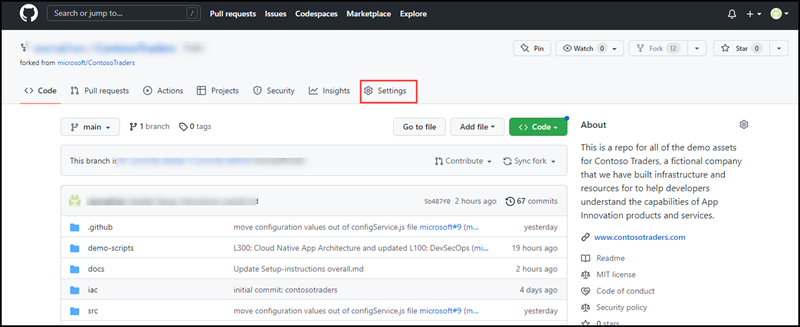 Search or jump to... / Pull requests Issues Codespaces Marketplace Explore
Pin Watch 0 Fork 12 Star 0
forked from microsoft/ContosoTraders
<> Code Pull requests Actions Projects Security Insights Settings
main 1 branch 0 tags Go to file Add file <> Code
About
This is a repo for all of the demo assets
for Contoso Traders, a fictional company
that we have built infrastructure and
resources for to help developers
understand the capabilities of App
Innovation products and services.
www.contosotraders.com
Readme
MIT license
Code of conduct
Security policy
0 stars
This branch is
Contribute Sync fork
5b487f0 2 hours ago 67 commits
.github move configuration values out of configService.js file microsoft#9 (m... yesterday
demo-scripts L300: Cloud Native App Architecture and updated L100: DevSecOps (mi... 19 hours ago
docs Update Setup-instructions overall.md 2 hours ago
iac initial commit: contosotraders 4 days ago
src move configuration values out of configService.js file microsoft#9 (m... yesterday